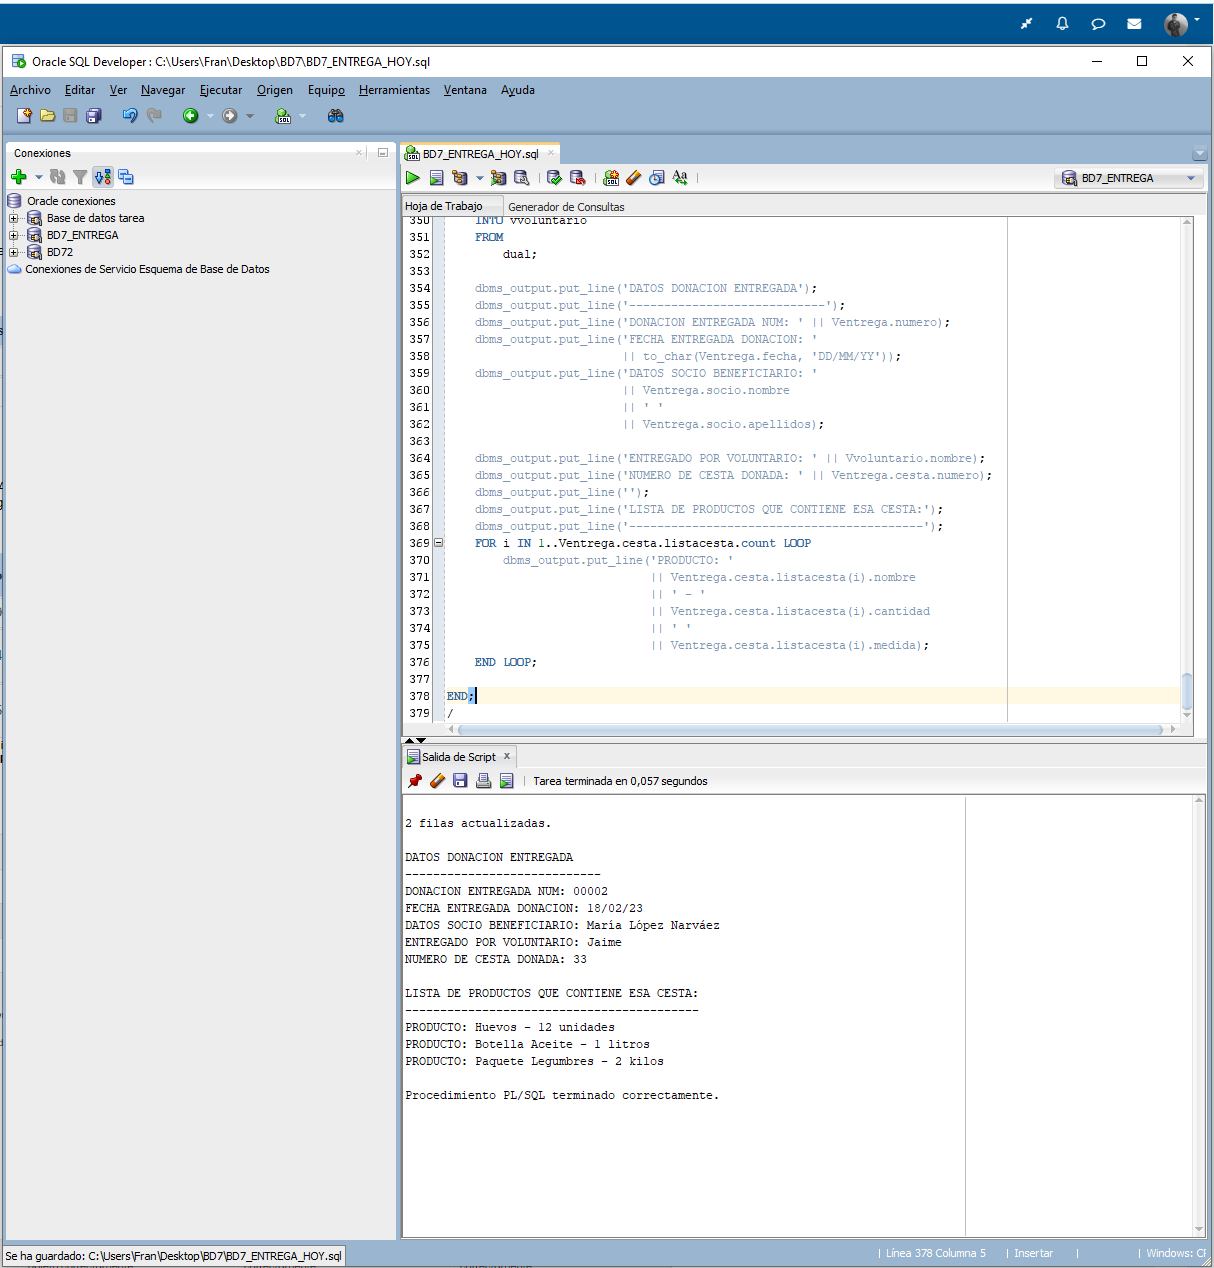 Oracle SQL Developer : C:\Users\Fran\Desktop\BD7\BD7_ENTREGA_HOY.sql
Archivo Editar Ver Navegar Ejecutar Origen Equipo Herramientas Ventana Ayuda
Conexiones
Oracle conexiones
Base de datos tarea
BD7_ENTREGA
BD72
Conexiones de Servicio Esquema de Base de Datos
BD7_ENTREGA_HOY.sql
BD7_ENTREGA
Hoja de Trabajo Generador de Consultas
350 INTO vvoluntario
351 FROM
352 dual;
353
354 dbms_output.put_line('DATOS DONACION ENTREGADA');
355 dbms_output.put_line('----------------------------');
356 dbms_output.put_line('DONACION ENTREGADA NUM: ' || Ventrega.numero);
357 dbms_output.put_line('FECHA ENTREGADA DONACION: '
358 || to_char(Ventrega.fecha, 'DD/MM/YY'));
359 dbms_output.put_line('DATOS SOCIO BENEFICIARIO: '
360 || Ventrega.socio.nombre
361 || ' '
362 || Ventrega.socio.apellidos);
363
364 dbms_output.put_line('ENTREGADO POR VOLUNTARIO: ' || Vvoluntario.nombre);
365 dbms_output.put_line('NUMERO DE CESTA DONADA: ' || Ventrega.cesta.numero);
366 dbms_output.put_line('');
367 dbms_output.put_line('LISTA DE PRODUCTOS QUE CONTIENE ESA CESTA:');
368 dbms_output.put_line('------------------------------------------');
369 FOR i IN 1..Ventrega.cesta.listacesta.count LOOP
370 dbms_output.put_line('PRODUCTO: '
371 || Ventrega.cesta.listacesta(i).nombre
372 || ' - '
373 || Ventrega.cesta.listacesta(i).cantidad
374 || ' '
375 || Ventrega.cesta.listacesta(i).medida);
376 END LOOP;
377
378 END;
379 /
Salida de Script
Tarea terminada en 0,057 segundos
2 filas actualizadas.
DATOS DONACION ENTREGADA
----------------------------
DONACION ENTREGADA NUM: 00002
FECHA ENTREGADA DONACION: 18/02/23
DATOS SOCIO BENEFICIARIO: María López Narváez
ENTREGADO POR VOLUNTARIO: Jaime
NUMERO DE CESTA DONADA: 33
LISTA DE PRODUCTOS QUE CONTIENE ESA CESTA:
------------------------------------------
PRODUCTO: Huevos - 12 unidades
PRODUCTO: Botella Aceite - 1 litros
PRODUCTO: Paquete Legumbres - 2 kilos
Procedimiento PL/SQL terminado correctamente.
Se ha guardado: C:\Users\Fran\Desktop\BD7\BD7_ENTREGA_HOY.sql
Línea 378 Columna 5 | Insertar | | Windows: CF